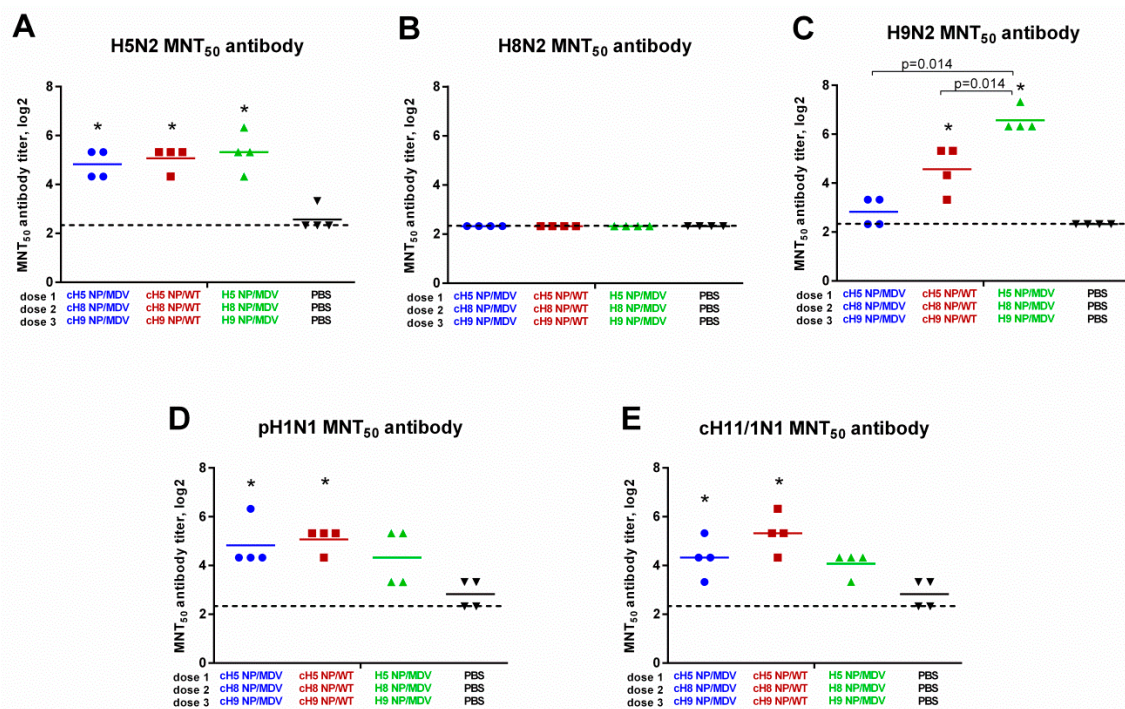 A
H5N2 MNT50 antibody
MNT50 antibody titer, log2
8
6
4
2
0
*
*
*
dose 1 cH5 NP/MDV cH5 NP/WT H5 NP/MDV PBS
dose 2 cH8 NP/MDV cH8 NP/WT H8 NP/MDV PBS
dose 3 cH9 NP/MDV cH9 NP/WT H9 NP/MDV PBS
B
H8N2 MNT50 antibody
MNT50 antibody titer, log2
8
6
4
2
0
dose 1 cH5 NP/MDV cH5 NP/WT H5 NP/MDV PBS
dose 2 cH8 NP/MDV cH8 NP/WT H8 NP/MDV PBS
dose 3 cH9 NP/MDV cH9 NP/WT H9 NP/MDV PBS
C
H9N2 MNT50 antibody
p=0.014
p=0.014
*
*
MNT50 antibody titer, log2
8
6
4
2
0
dose 1 cH5 NP/MDV cH5 NP/WT H5 NP/MDV PBS
dose 2 cH8 NP/MDV cH8 NP/WT H8 NP/MDV PBS
dose 3 cH9 NP/MDV cH9 NP/WT H9 NP/MDV PBS
D
pH1N1 MNT50 antibody
MNT50 antibody titer, log2
8
6
4
2
0
*
*
dose 1 cH5 NP/MDV cH5 NP/WT H5 NP/MDV PBS
dose 2 cH8 NP/MDV cH8 NP/WT H8 NP/MDV PBS
dose 3 cH9 NP/MDV cH9 NP/WT H9 NP/MDV PBS
E
cH11/1N1 MNT50 antibody
MNT50 antibody titer, log2
8
6
4
2
0
*
*
dose 1 cH5 NP/MDV cH5 NP/WT H5 NP/MDV PBS
dose 2 cH8 NP/MDV cH8 NP/WT H8 NP/MDV PBS
dose 3 cH9 NP/MDV cH9 NP/WT H9 NP/MDV PBS